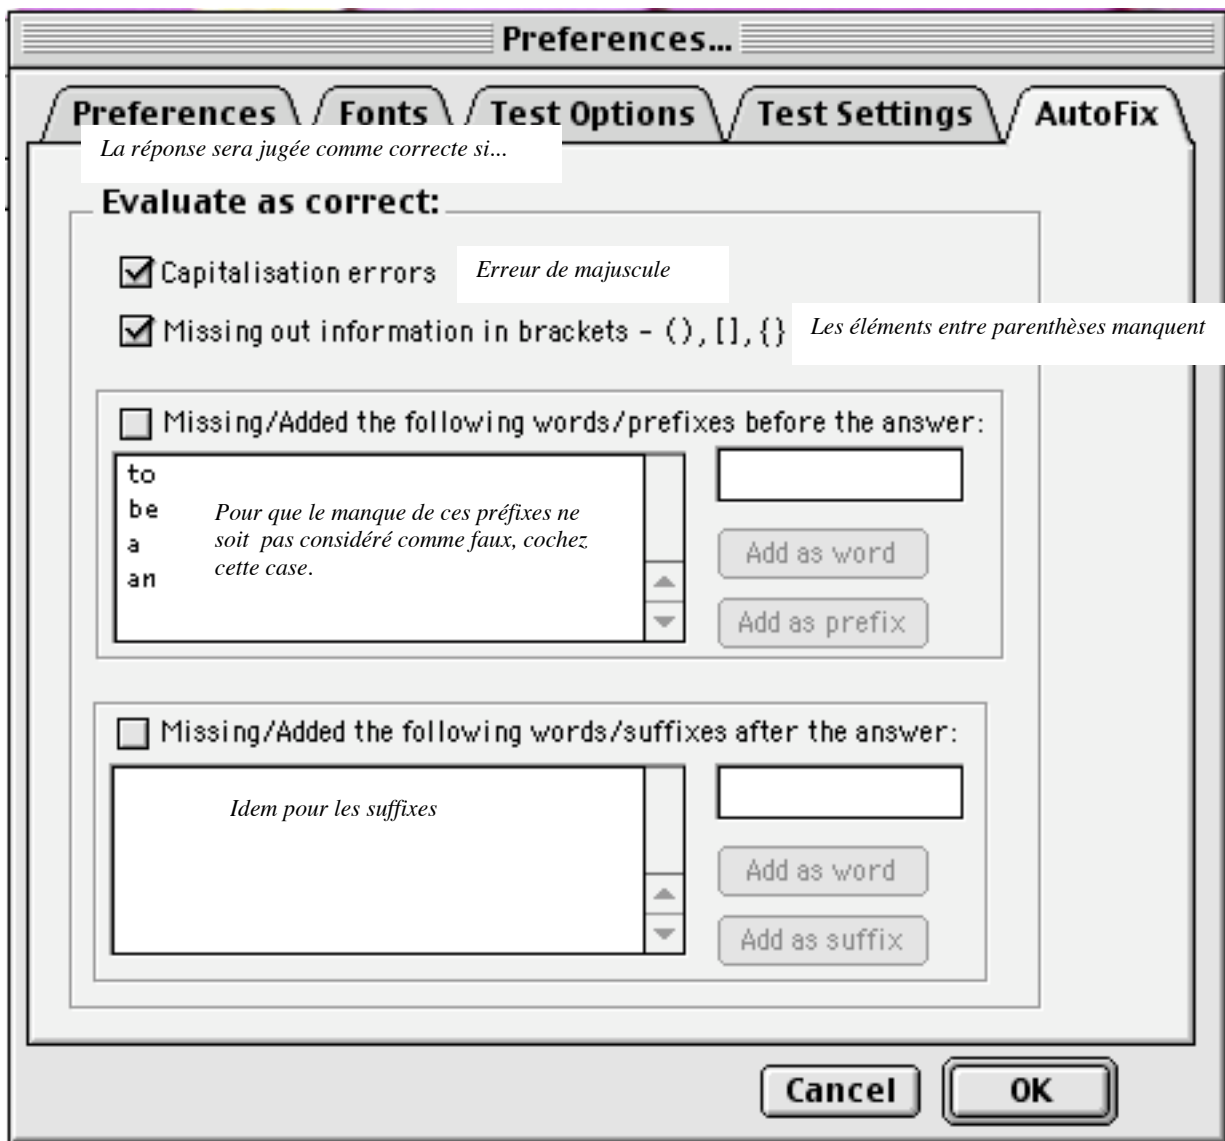 Preferences...
Preferences Fonts Test Options Test Settings AutoFix
La réponse sera jugée comme correcte si...
Evaluate as correct:
Capitalisation errors Erreur de majuscule
Missing out information in brackets - (),[],{} Les éléments entre parenthèses manquent
Missing/Added the following words/prefixes before the answer:
to
be
a
an
Pour que le manque de ces préfixes ne
soit pas considéré comme faux, cochez
cette case.
Add as word
Add as prefix
Missing/Added the following words/suffixes after the answer:
Idem pour les suffixes
Add as word
Add as suffix
Cancel OK